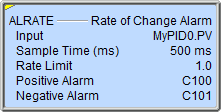 ALRATE Rate of Change Alarm
Input MyPID0.PV
Sample Time (ms) 500 ms
Rate Limit 1.0
Positive Alarm C100
Negative Alarm C101